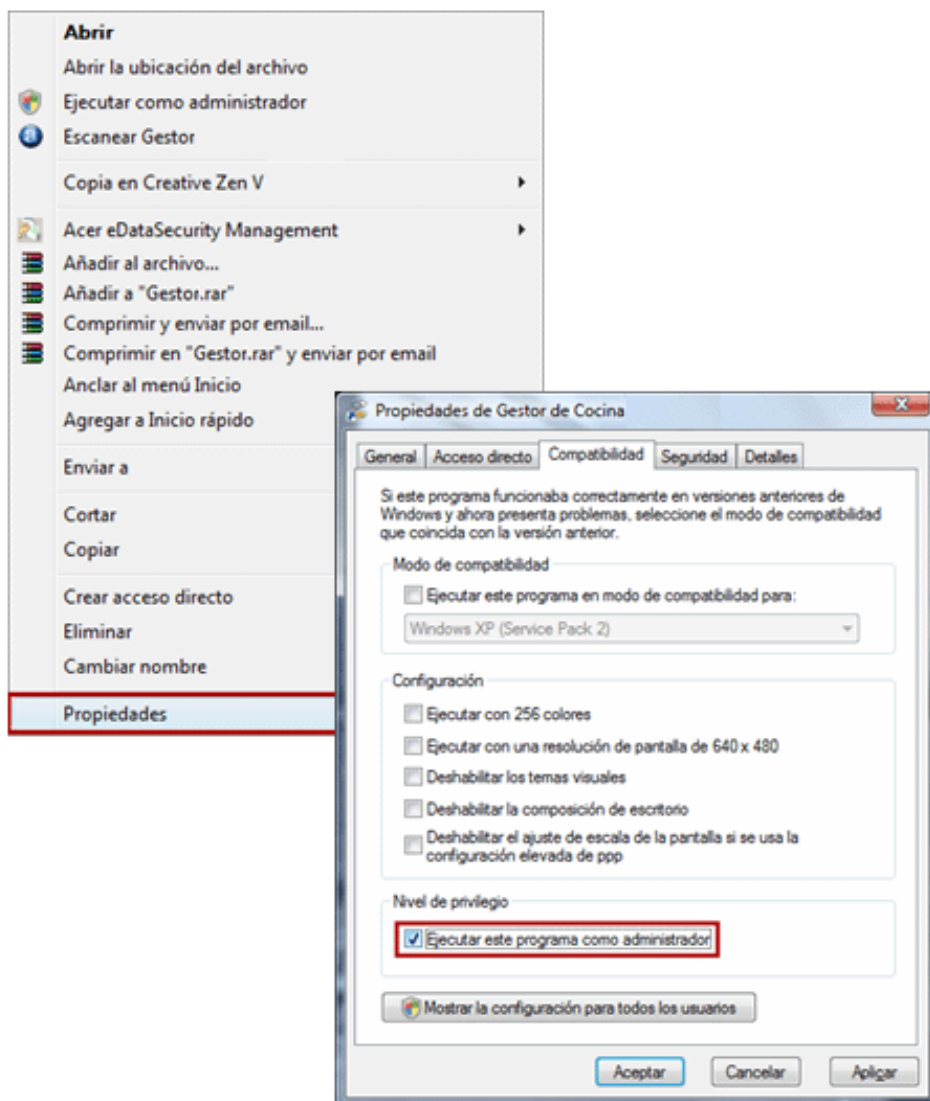 Abrir
Abrir la ubicación del archivo
Ejecutar como administrador
Escanear Gestor
Copia en Creative Zen V
Acer eDataSecurity Management
Añadir al archivo...
Añadir a "Gestor.rar"
Comprimir y enviar por email...
Comprimir en "Gestor.rar" y enviar por email
Anclar al menú Inicio
Agregar a Inicio rápido
Enviar a
Cortar
Copiar
Crear acceso directo
Eliminar
Cambiar nombre
Propiedades
Propiedades de Gestor de Cocina
General Acceso directo Compatibilidad Seguridad Detalles
Si este programa funcionaba correctamente en versiones anteriores de
Windows y ahora presenta problemas, seleccione el modo de compatibilidad
que coincida con la versión anterior.
Modo de compatibilidad
Ejecutar este programa en modo de compatibilidad para:
Windows XP (Service Pack 2)
Configuración
Ejecutar con 256 colores
Ejecutar con una resolución de pantalla de 640 x 480
Deshabilitar los temas visuales
Deshabilitar la composición de escritorio
Deshabilitar el ajuste de escala de la pantalla si se usa la
configuración elevada de ppp
Nivel de privilegio
Ejecutar este programa como administrador
Mostrar la configuración para todos los usuarios
Aceptar Cancelar Aplicar